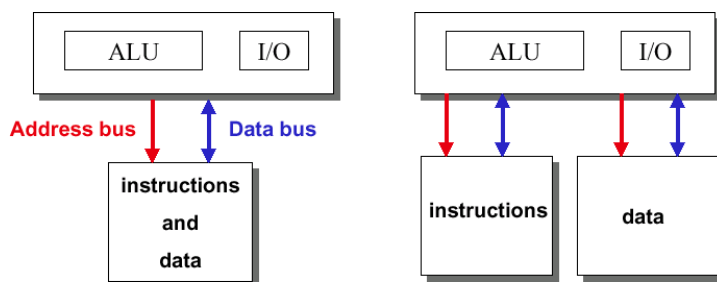 ALU
I/O
Address bus
Data bus
instructions
and
data
ALU
I/O
instructions
data